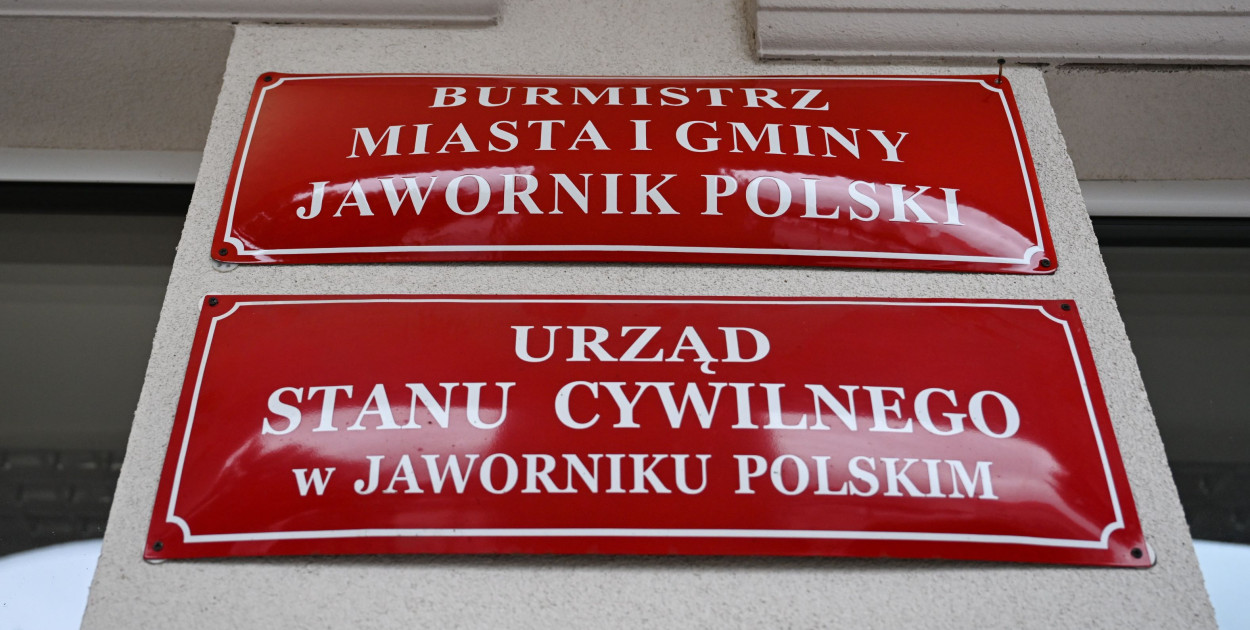 BURMISTRZ
MIASTA I GMINY
JAWORNIK POLSKI
URZĄD
STANU CYWILNEGO
w JAWORNIKU POLSKIM